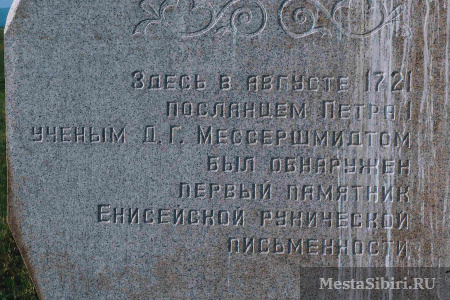 Здесь в августе 1721
посланцем Петра I
ученым Д. Г. Мессершмидтом
был обнаружен
первый памятник
Енисейской рунической
письменности
MestaSibiri.RU